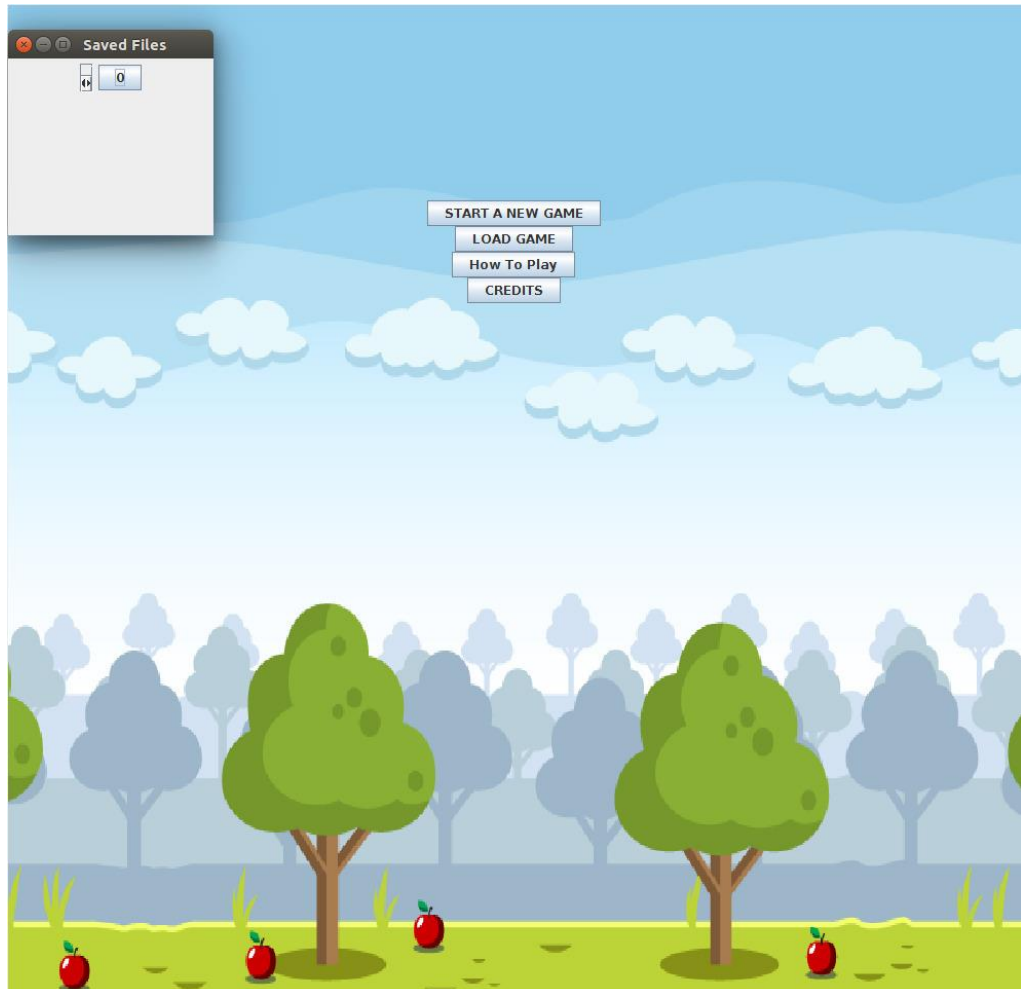 Saved Files
0
START A NEW GAME
LOAD GAME
How To Play
CREDITS